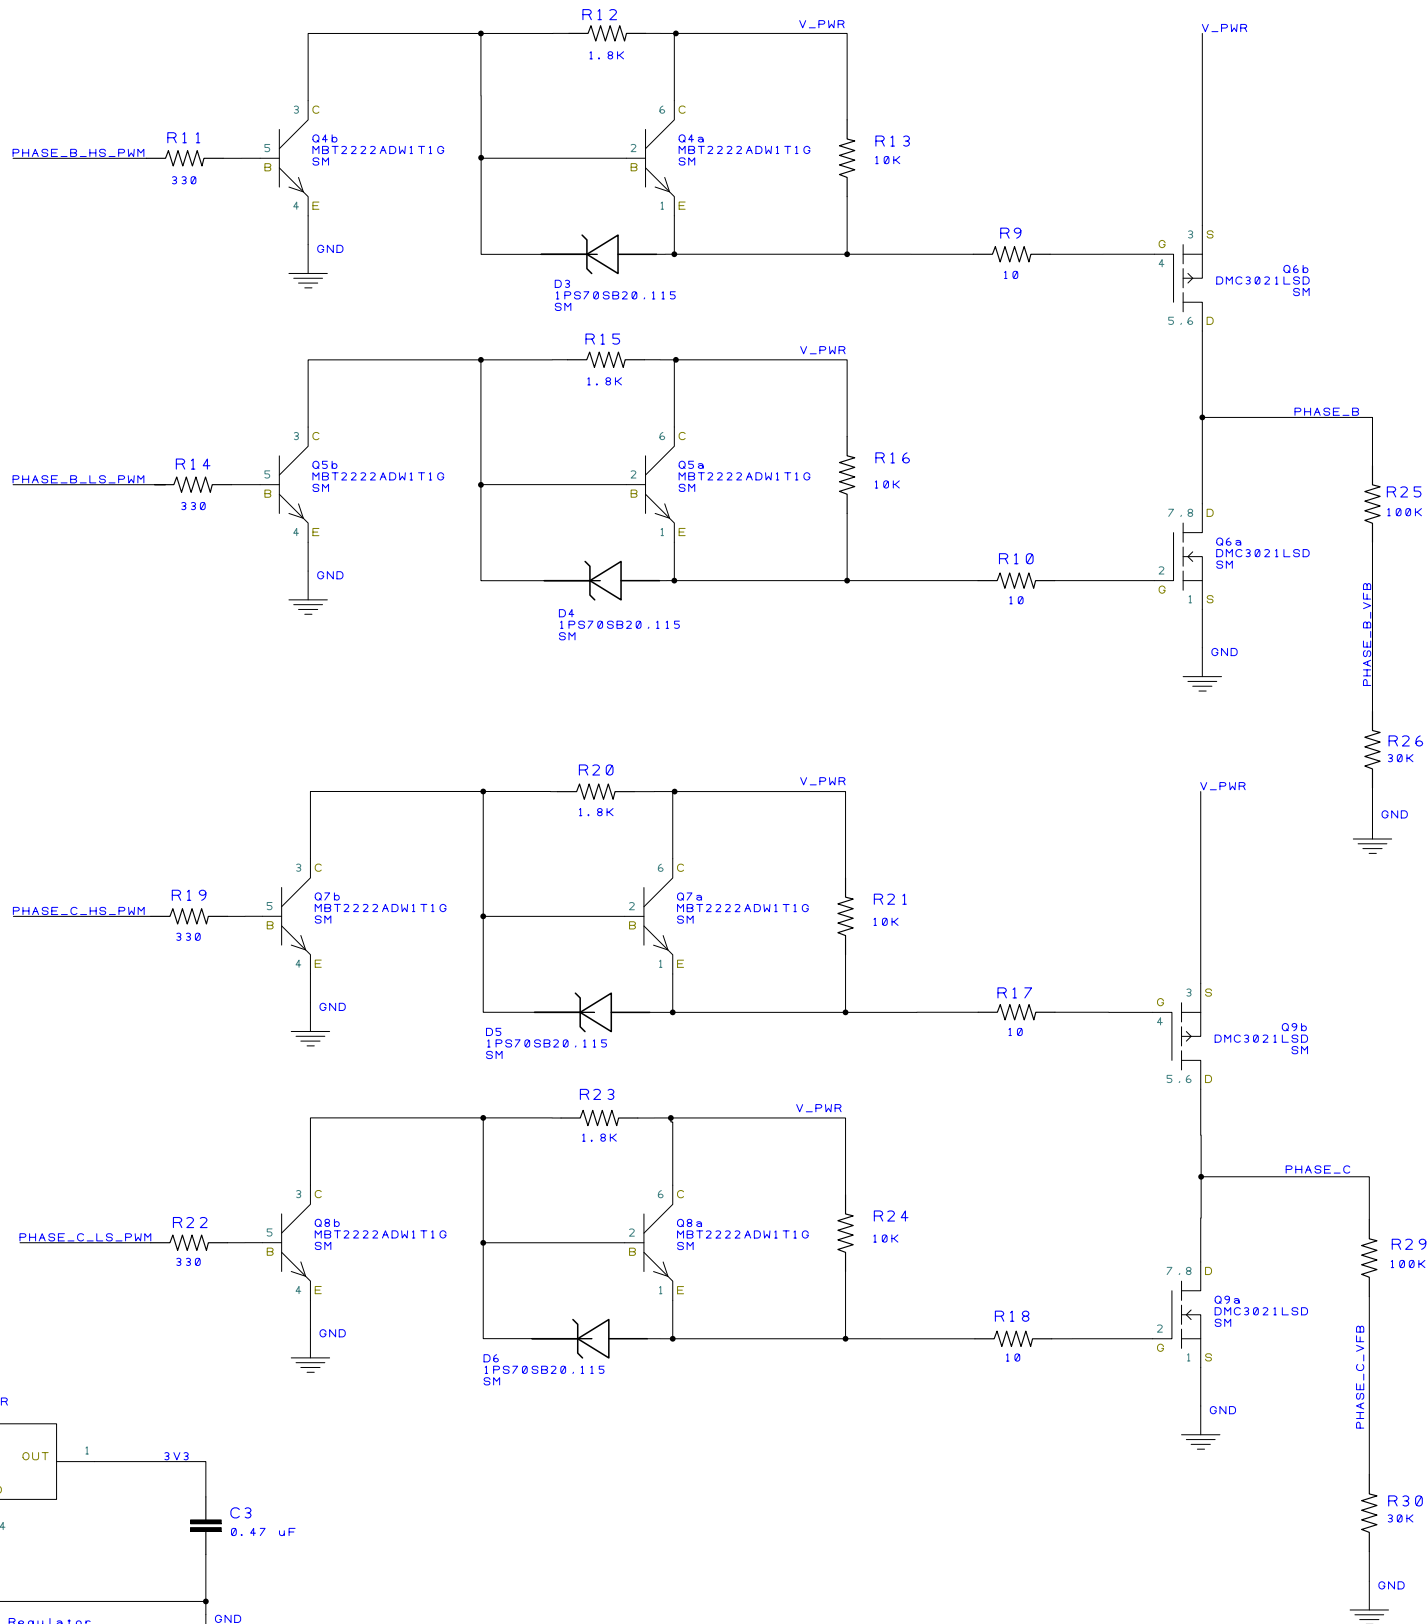 R12
1.8K
V_PWR
V_PWR
3 C
6 C
R11
330
PHASE_B_HS_PWM
5
B
Q4b
MBT2222ADW1T1G
SM
4 E
GND
2
B
Q4a
MBT2222ADW1T1G
SM
1 E
R13
10K
D3
1PS70SB20.115
SM
R9
10
G
4
3 S
Q6b
DMC3021LSD
SM
5,6 D
R15
1.8K
V_PWR
PHASE_B
3 C
6 C
R14
330
PHASE_B_LS_PWM
5
B
Q5b
MBT2222ADW1T1G
SM
4 E
GND
2
B
Q5a
MBT2222ADW1T1G
SM
1 E
R16
10K
D4
1PS70SB20.115
SM
R10
10
7,8 D
Q6a
DMC3021LSD
SM
2
G
1 S
GND
R25
100K
PHASE_B_VFB
R26
30K
GND
R20
1.8K
V_PWR
V_PWR
3 C
6 C
R19
330
PHASE_C_HS_PWM
5
B
Q7b
MBT2222ADW1T1G
SM
4 E
GND
2
B
Q7a
MBT2222ADW1T1G
SM
1 E
R21
10K
D5
1PS70SB20.115
SM
R17
10
G
4
3 S
Q9b
DMC3021LSD
SM
5,6 D
R23
1.8K
V_PWR
PHASE_C
3 C
6 C
R22
330
PHASE_C_LS_PWM
5
B
Q8b
MBT2222ADW1T1G
SM
4 E
GND
2
B
Q8a
MBT2222ADW1T1G
SM
1 E
R24
10K
D6
1PS70SB20.115
SM
R18
10
7,8 D
Q9a
DMC3021LSD
SM
2
G
1 S
GND
R29
100K
PHASE_C_VFB
R30
30K
GND
R
OUT
1
3V3
4
C3
0.47 uF
GND
Regulator